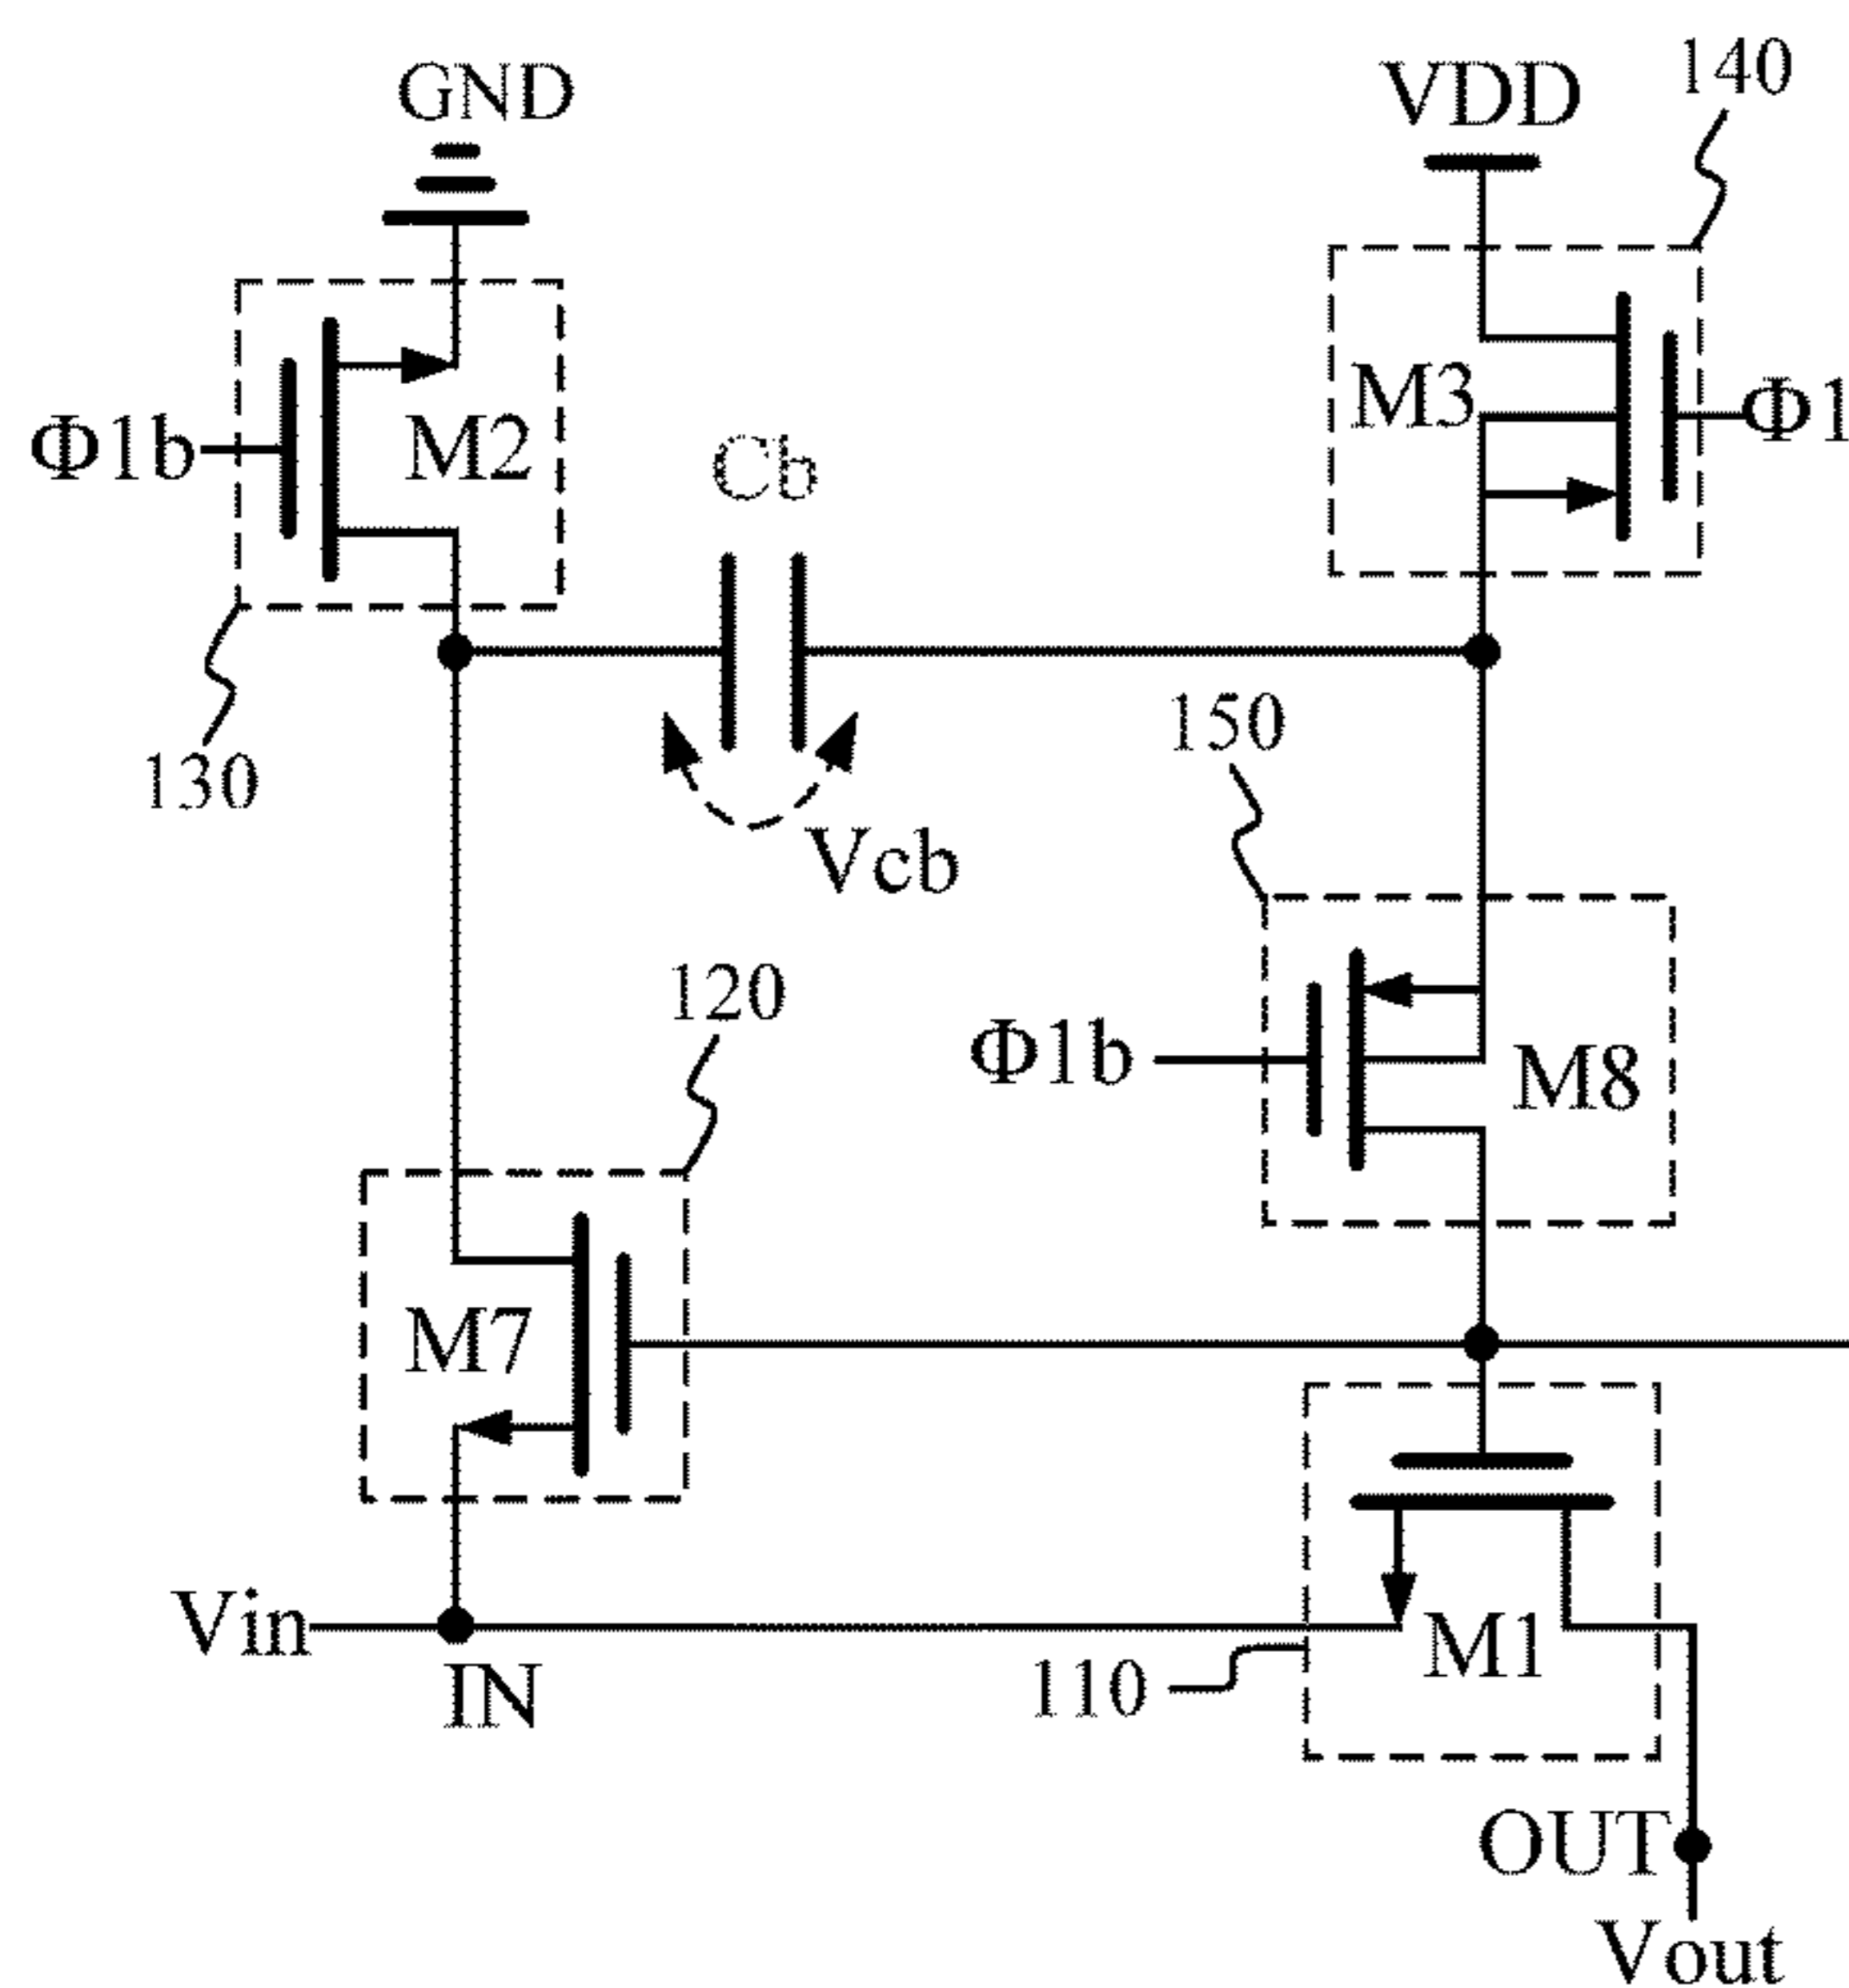 140
GND
VDD
M3
Φ1
Φ1b
M2
Cb
150
130
Vcb
120
Φ1b
M8
M7
Vin
IN
M1
110
OUT
Vout